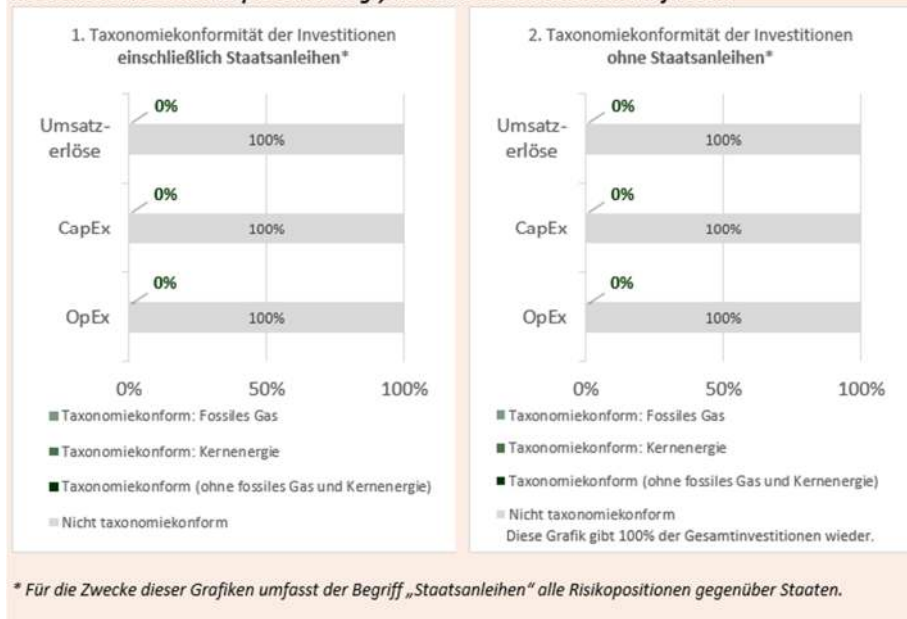 1. Taxonomiekonformität der Investitionen
einschließlich Staatsanleihen*
0%
Umsatz-
erlöse
100%
0%
CapEx
100%
0%
OpEx
100%
0%
50%
100%
Taxonomiekonform: Fossiles Gas
Taxonomiekonform: Kernenergie
Taxonomiekonform (ohne fossiles Gas und Kernenergie)
Nicht taxonomiekonform
2. Taxonomiekonformität der Investitionen
ohne Staatsanleihen*
0%
Umsatz-
erlöse
100%
0%
CapEx
100%
0%
OpEx
100%
0%
50%
100%
Taxonomiekonform: Fossiles Gas
Taxonomiekonform: Kernenergie
Taxonomiekonform (ohne fossiles Gas und Kernenergie)
Nicht taxonomiekonform
Diese Grafik gibt 100% der Gesamtinvestitionen wieder.
* Für die Zwecke dieser Grafiken umfasst der Begriff „Staatsanleihen“ alle Risikopositionen gegenüber Staaten.